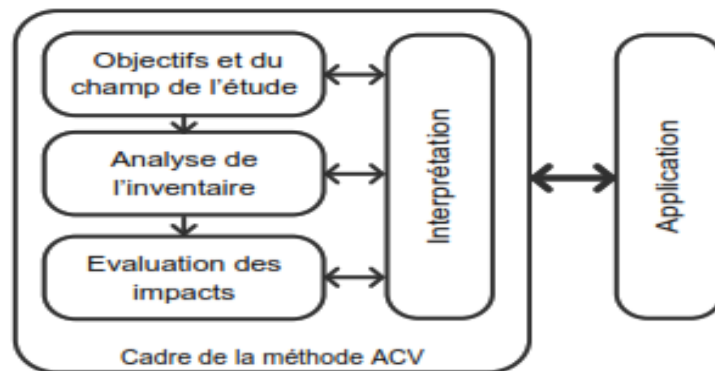 Objectifs et du
champ de l'étude
Analyse de
l'inventaire
Evaluation des
impacts
Interprétation
Cadre de la méthode ACV
Application